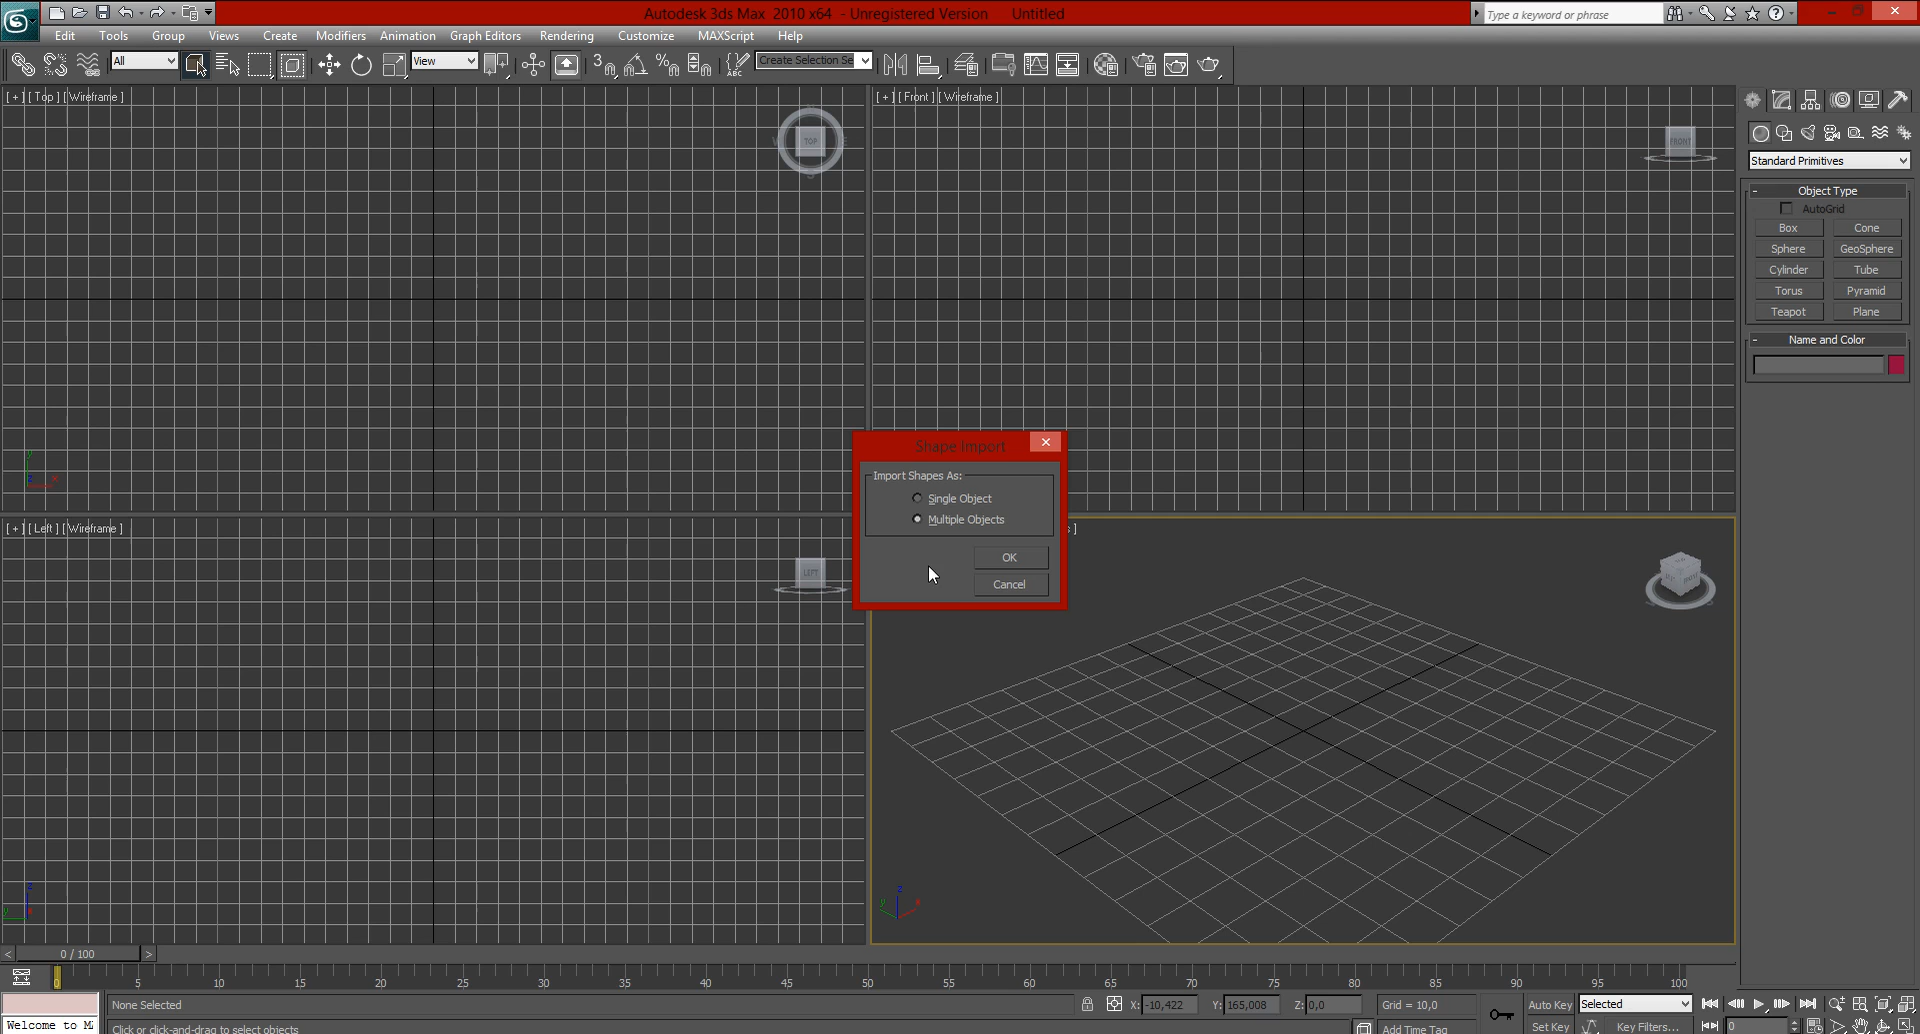 Autodesk 3ds Max 2010 x64 - Unregistered Version Untitled
Type a keyword or phrase
Edit Tools Group Views Create Modifiers Animation Graph Editors Rendering Customize MAXScript Help
All
View
3
ABC
Create Selection Se
[ + ] [ Top ] [ Wireframe ]
TOP
[ + ] [ Front ] [ Wireframe ]
FRONT
Standard Primitives
- Object Type
AutoGrid
Box Cone
Sphere GeoSphere
Cylinder Tube
Torus Pyramid
Teapot Plane
- Name and Color
y
z x
Shape Import
Import Shapes As:
Single Object
Multiple Objects
OK
Cancel
[ + ] [ Left ] [ Wireframe ]
LEFT
z
y x
z
y x
< 0 / 100 >
0 5 10 15 20 25 30 35 40 45 50 55 60 65 70 75 80 85 90 95 100
None Selected X: -10,422 Y: 165,008 Z: 0,0 Grid = 10,0 Auto Key Selected
Welcome to M Click or click-and-drag to select objects Add Time Tag Set Key Key Filters... 0